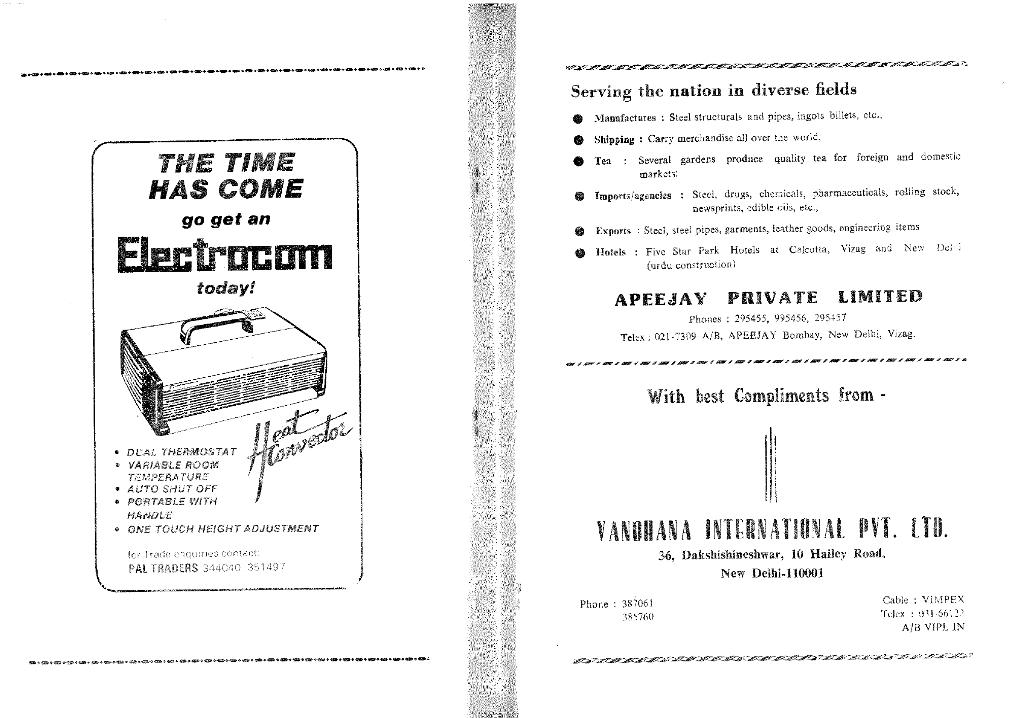 THE TIME
HAS COME
go get an
Electrocom
today!
Heat
Convector
• DUAL THERMOSTAT
• VARIABLE ROOM
TEMPERATURE
• AUTO SHUT OFF
• PORTABLE WITH
HANDLE
• ONE TOUCH HEIGHT ADJUSTMENT
for Trade enquiries contact:
PAL TRADERS 344040 351497
Serving the nation in diverse fields
● Manufactures : Steel structurals and pipes, ingots billets, etc.,
● Shipping : Carry merchandise all over the world.
● Tea : Several gardens produce quality tea for foreign and domestic
markets
● Imports/agencies : Steel, drugs, chemicals, pharmaceuticals, rolling stock,
newsprints, edible oils, etc.,
● Exports : Steel, steel pipes, garments, leather goods, engineering items
● Hotels : Five Star Park Hotels at Calcutta, Vizag and New Delhi
(urdu construction)
APEEJAY PRIVATE LIMITED
Phones : 295455, 995456, 295457
Telex : 021-7309 A/B, APEEJAY Bombay, New Delhi, Vizag.
With best Compliments from -
VANDHANA INTERNATIONAL PVT. LTD.
36, Dakshishineshwar, 10 Hailey Road,
New Delhi-110001
Phone : 387061
385760
Cable : VIMPEX
Telex :
A/B VIPL IN